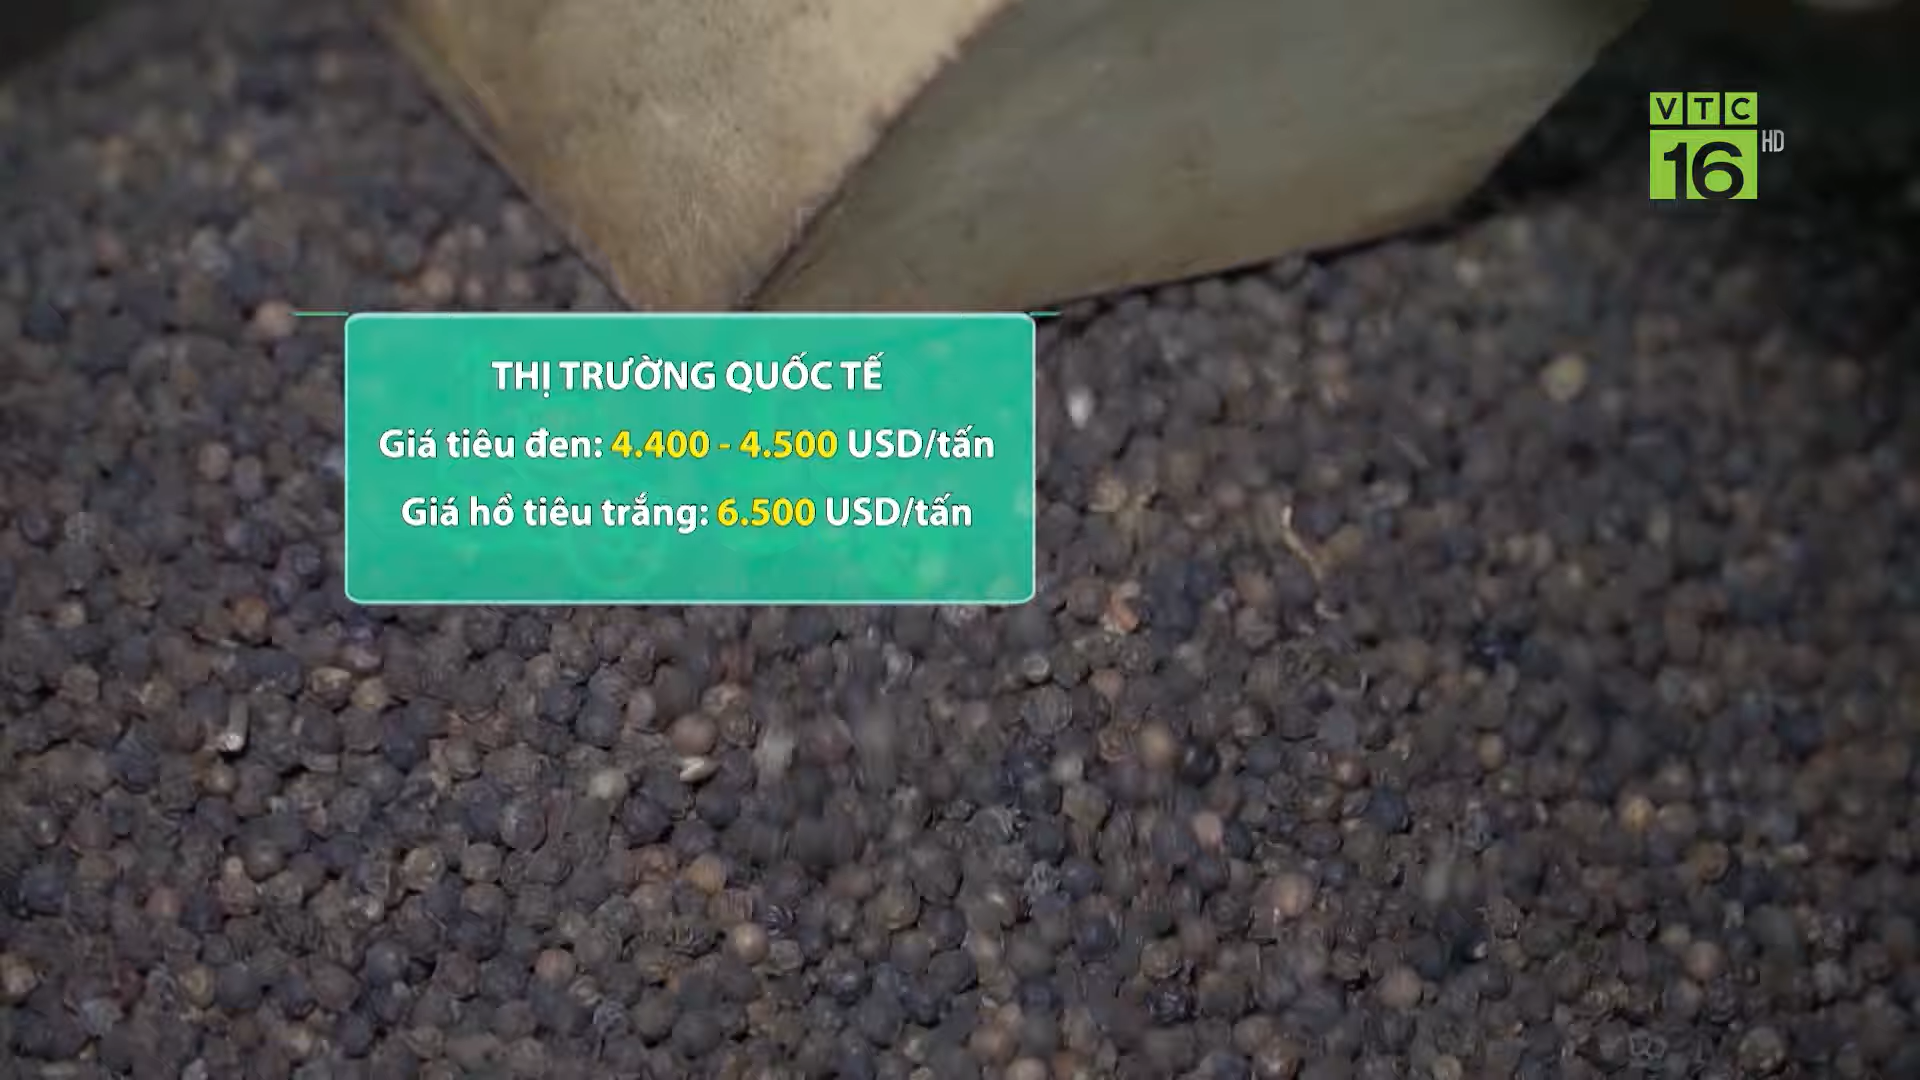 VTC
16 HD
THỊ TRƯỜNG QUỐC TẾ
Giá tiêu đen: 4.400 - 4.500 USD/tấn
Giá hồ tiêu trắng: 6.500 USD/tấn